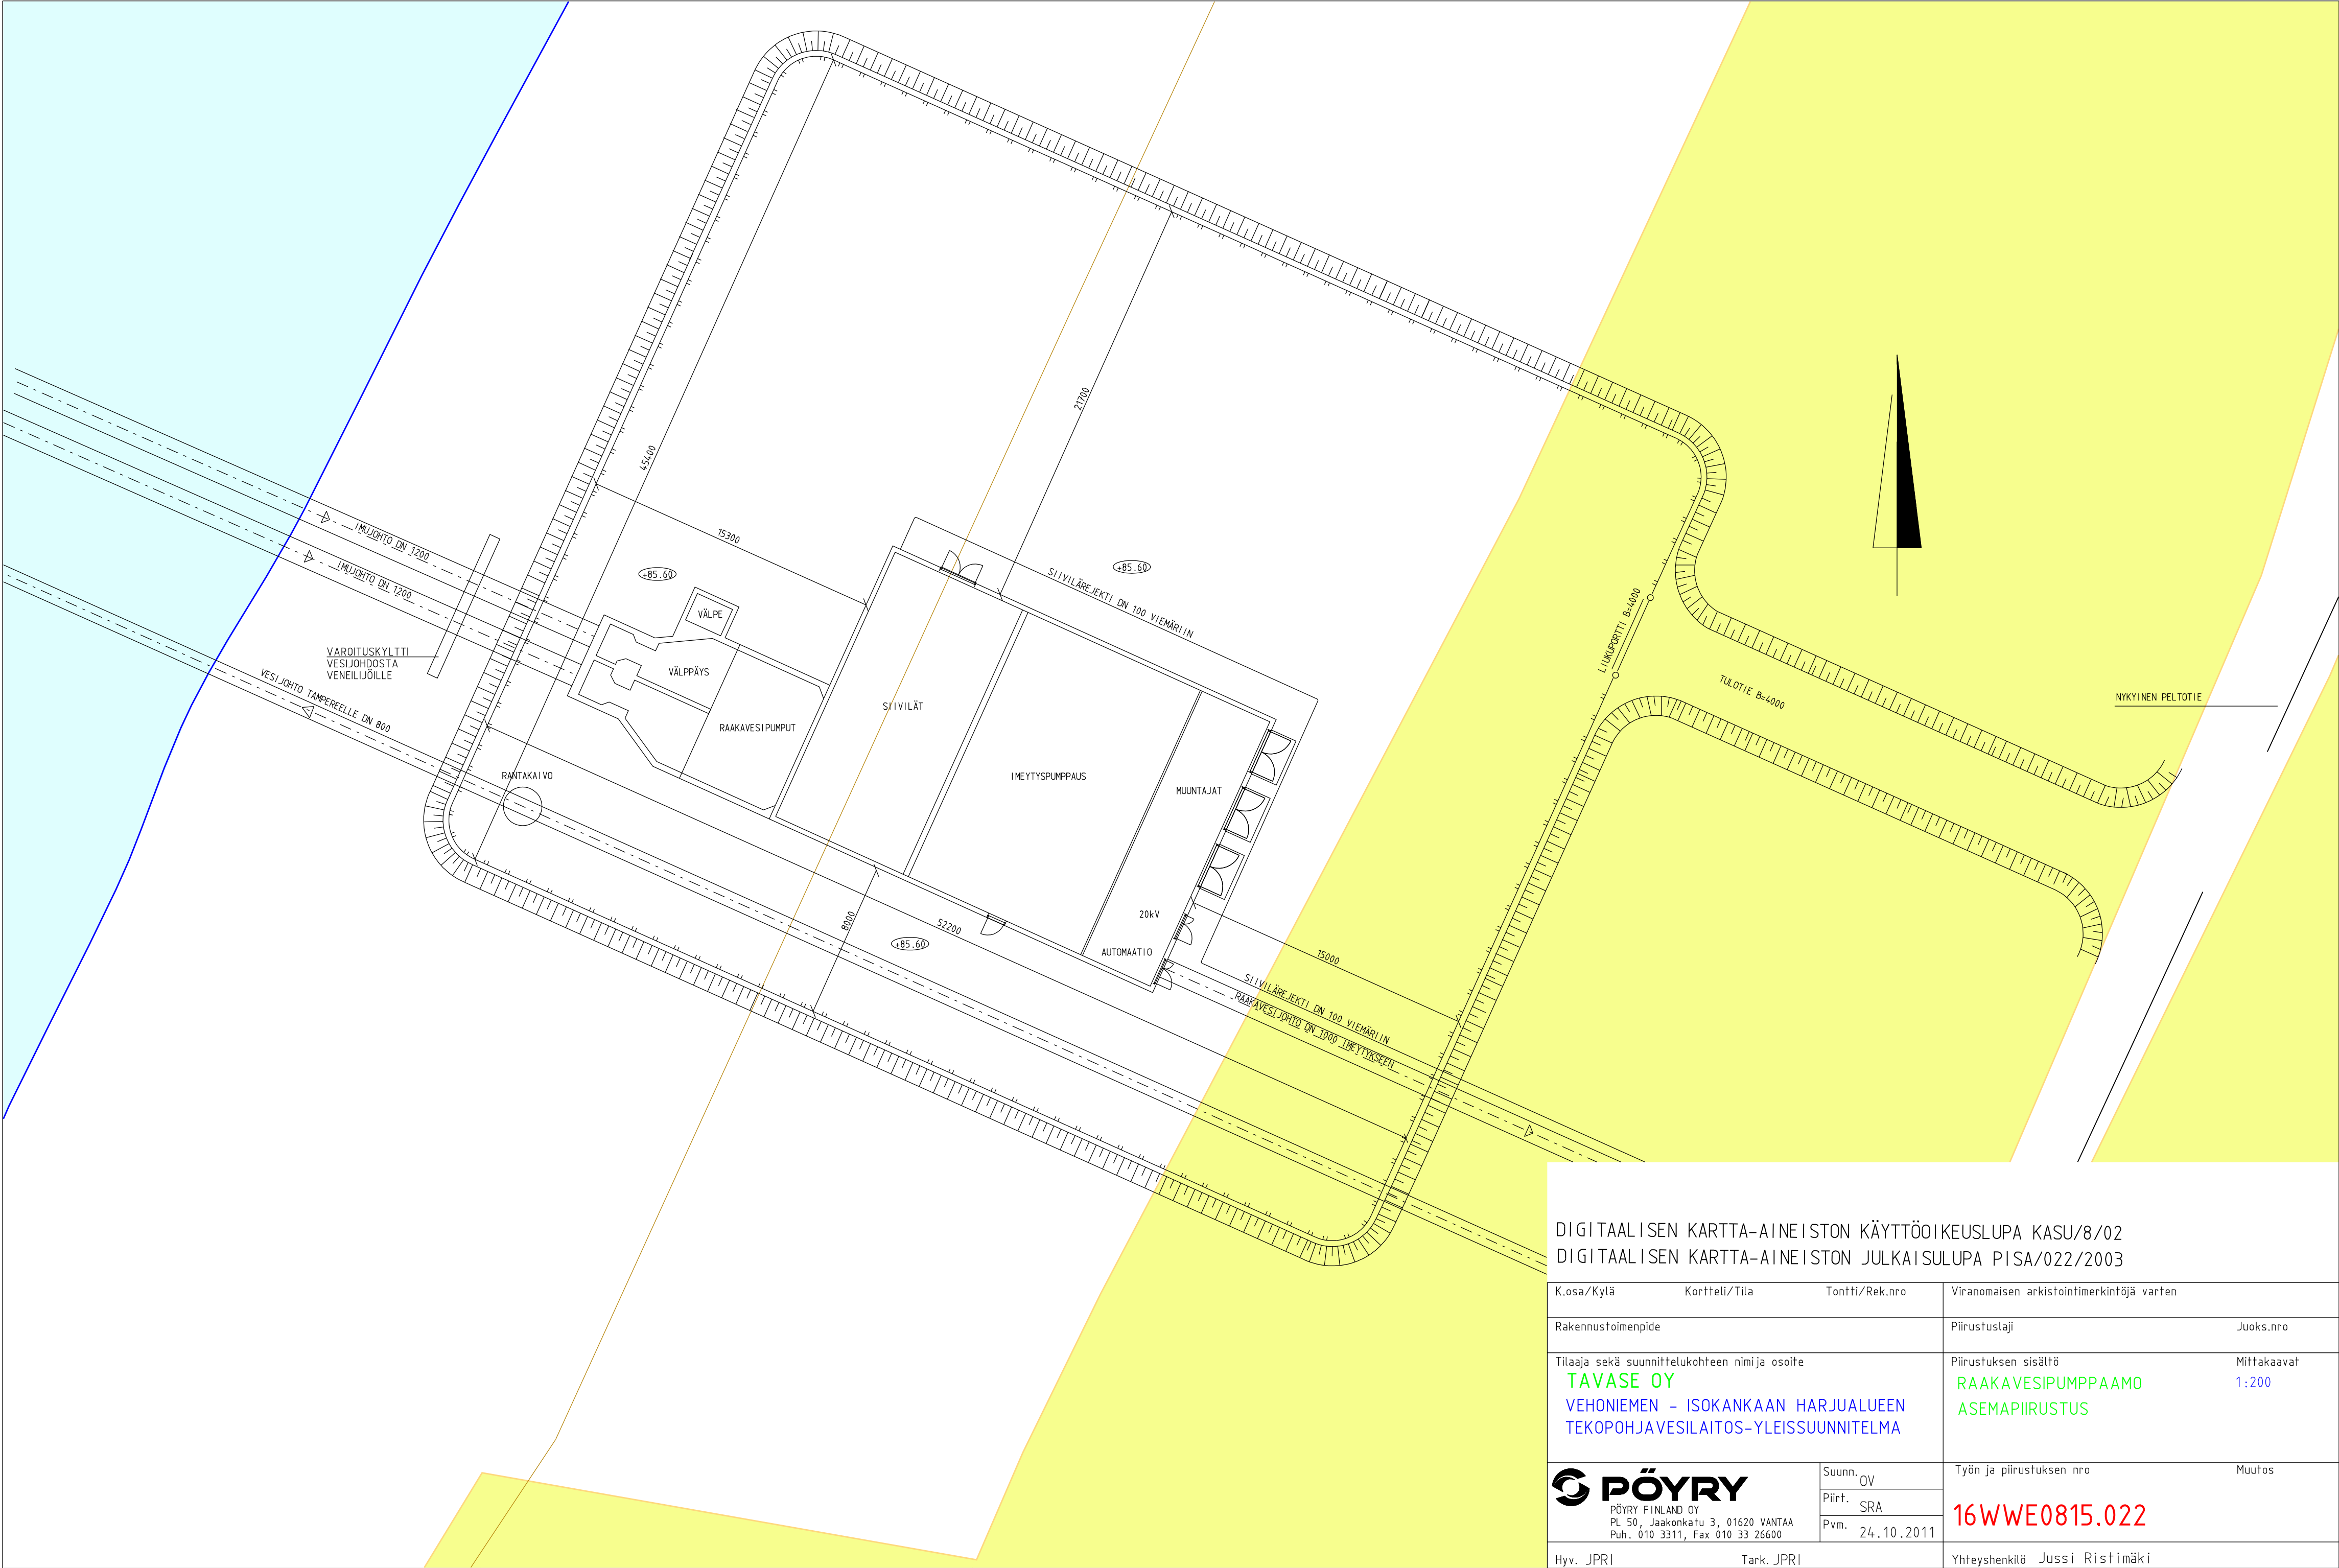 45400
21700
15300
IMUJOHTO DN 1200
IMUJOHTO DN 1200
+85.60
+85.60
SIIVILÄREJEKTI DN 100 VIEMÄRIIN
VÄLPE
VÄLPPÄYS
RAAKAVESIPUMPUT
SIIVILÄT
IMEYTYSPUMPPAUS
MUUNTAJAT
20kV
AUTOMAATIO
VAROITUSKYLTTI
VESIJOHDOSTA
VENEILIJÖILLE
VESIJOHTO TAMPEREELLE DN 800
RANTAKAIVO
8000
52200
+85.60
15000
SIIVILÄREJEKTI DN 100 VIEMÄRIIN
RAAKAVESIJOHTO DN 1000 IMEYTYKSEEN
LIUKUPORTTI B=4000
TULOTIE B=4000
NYKYINEN PELTOTIE
DIGITAALISEN KARTTA-AINEISTON KÄYTTÖOIKEUSLUPA KASU/8/02
DIGITAALISEN KARTTA-AINEISTON JULKAISULUPA PISA/022/2003
K.osa/Kylä Kortteli/Tila Tontti/Rek.nro Viranomaisen arkistointimerkintöjä varten
Rakennustoimenpide Piirustuslaji Juoks.nro
Tilaaja sekä suunnittelukohteen nimi ja osoite Piirustuksen sisältö Mittakaavat
TAVASE OY RAAKAVESIPUMPPAAMO 1:200
VEHONIEMEN - ISOKANKAAN HARJUALUEEN ASEMAPIIRUSTUS
TEKOPOHJAVESILAITOS-YLEISSUUNNITELMA
PÖYRY
PÖYRY FINLAND OY
PL 50, Jaakonkatu 3, 01620 VANTAA
Puh. 010 3311, Fax 010 33 26600
Suunn. OV
Piirt. SRA
Pvm. 24.10.2011
Työn ja piirustuksen nro Muutos
16WWE0815.022
Hyv. JPRI Tark. JPRI Yhteyshenkilö Jussi Ristimäki